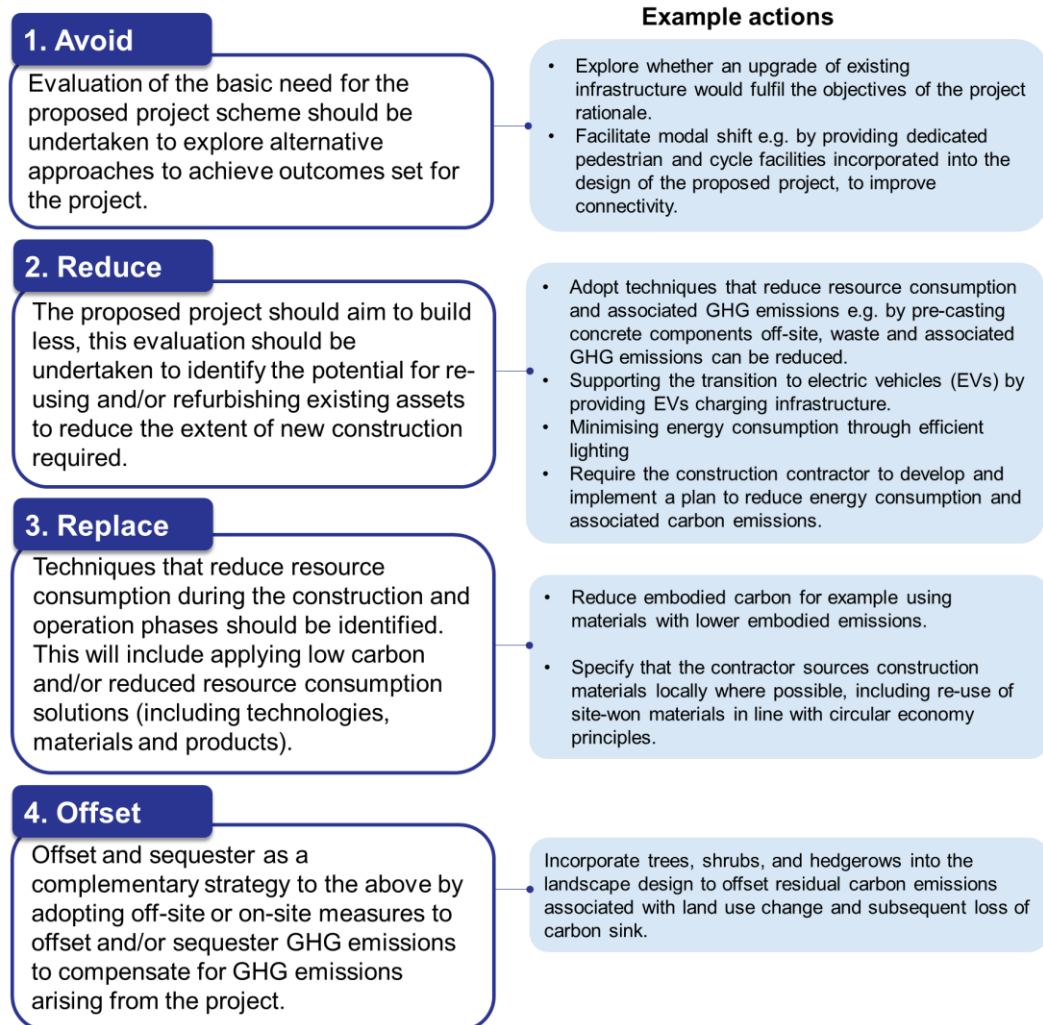 Example actions
1. Avoid
Evaluation of the basic need for the
proposed project scheme should be
undertaken to explore alternative
approaches to achieve outcomes set for
the project.
• Explore whether an upgrade of existing
infrastructure would fulfil the objectives of the project
rationale.
• Facilitate modal shift e.g. by providing dedicated
pedestrian and cycle facilities incorporated into the
design of the proposed project, to improve
connectivity.
2. Reduce
The proposed project should aim to build
less, this evaluation should be
undertaken to identify the potential for re-
using and/or refurbishing existing assets
to reduce the extent of new construction
required.
• Adopt techniques that reduce resource consumption
and associated GHG emissions e.g. by pre-casting
concrete components off-site, waste and associated
GHG emissions can be reduced.
• Supporting the transition to electric vehicles (EVs) by
providing EVs charging infrastructure.
• Minimising energy consumption through efficient
lighting
• Require the construction contractor to develop and
implement a plan to reduce energy consumption and
associated carbon emissions.
3. Replace
Techniques that reduce resource
consumption during the construction and
operation phases should be identified.
This will include applying low carbon
and/or reduced resource consumption
solutions (including technologies,
materials and products).
• Reduce embodied carbon for example using
materials with lower embodied emissions.
• Specify that the contractor sources construction
materials locally where possible, including re-use of
site-won materials in line with circular economy
principles.
4. Offset
Offset and sequester as a
complementary strategy to the above by
adopting off-site or on-site measures to
offset and/or sequester GHG emissions
to compensate for GHG emissions
arising from the project.
Incorporate trees, shrubs, and hedgerows into the
landscape design to offset residual carbon emissions
associated with land use change and subsequent loss of
carbon sink.